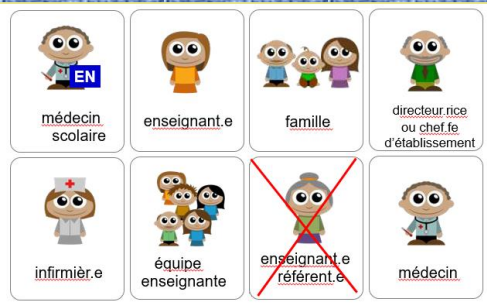 EN
médecin
scolaire
enseignant.e
famille
directeur.rice
ou chef.fe
d'établissement
infirmièr.e
équipe
enseignante
enseignant.e
référent.e
médecin